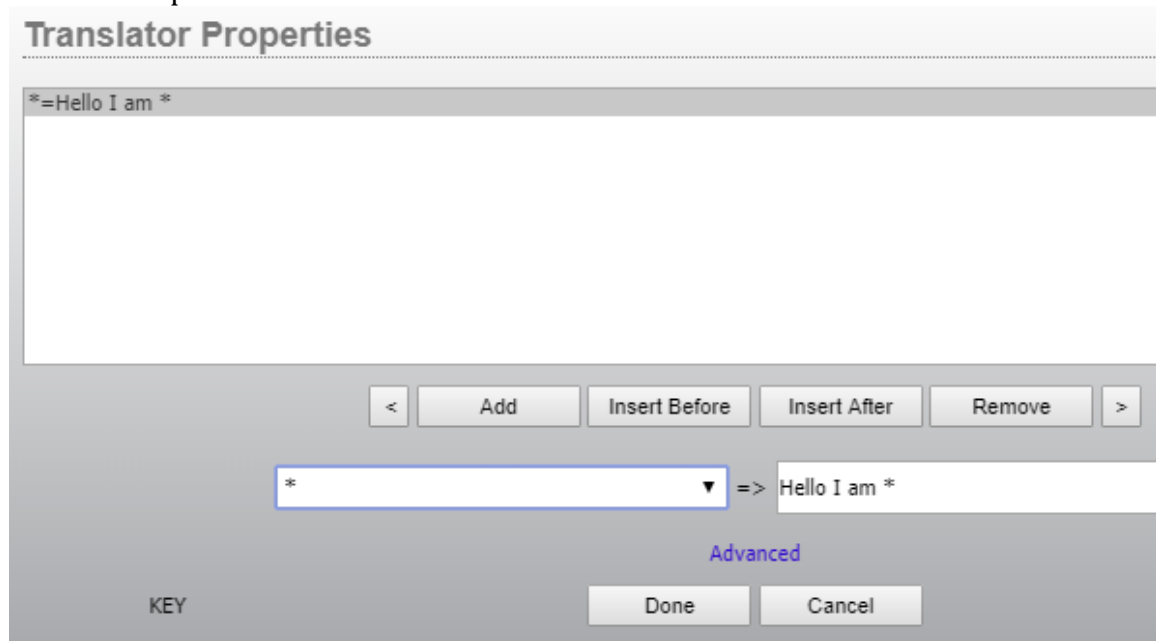 Translator Properties
*=Hello I am *
< Add Insert Before Insert After Remove >
* ▼ => Hello I am *
Advanced
KEY Done Cancel